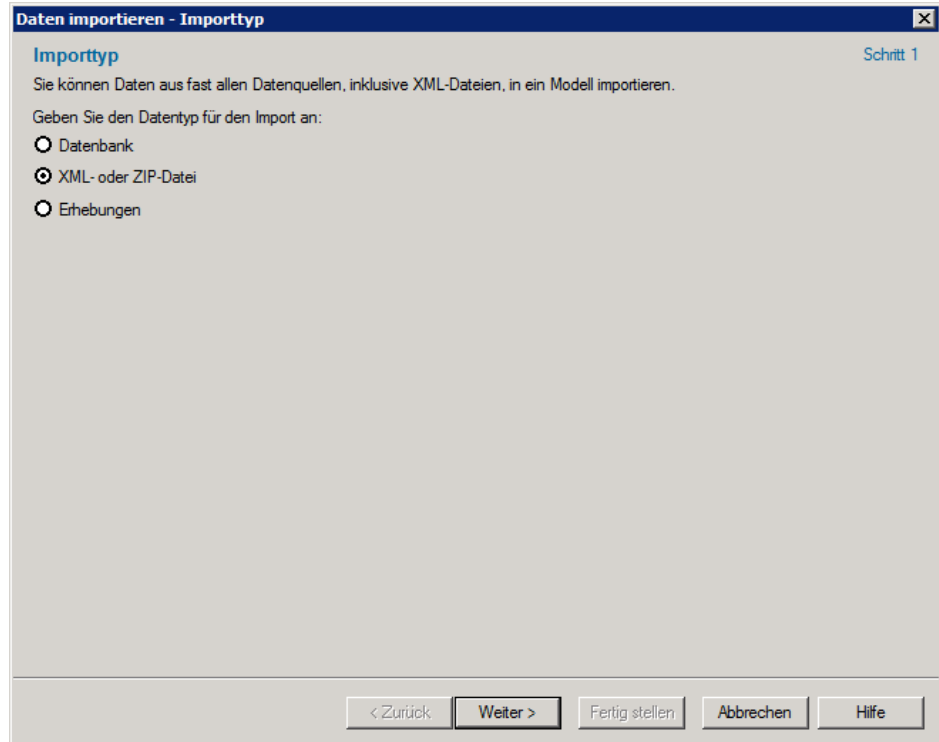 Daten importieren - Importtyp
Importtyp
Schritt 1
Sie können Daten aus fast allen Datenquellen, inklusive XML-Dateien, in ein Modell importieren.
Geben Sie den Datentyp für den Import an:
Datenbank
XML- oder ZIP-Datei
Erhebungen
< Zurück
Weiter >
Fertig stellen
Abbrechen
Hilfe